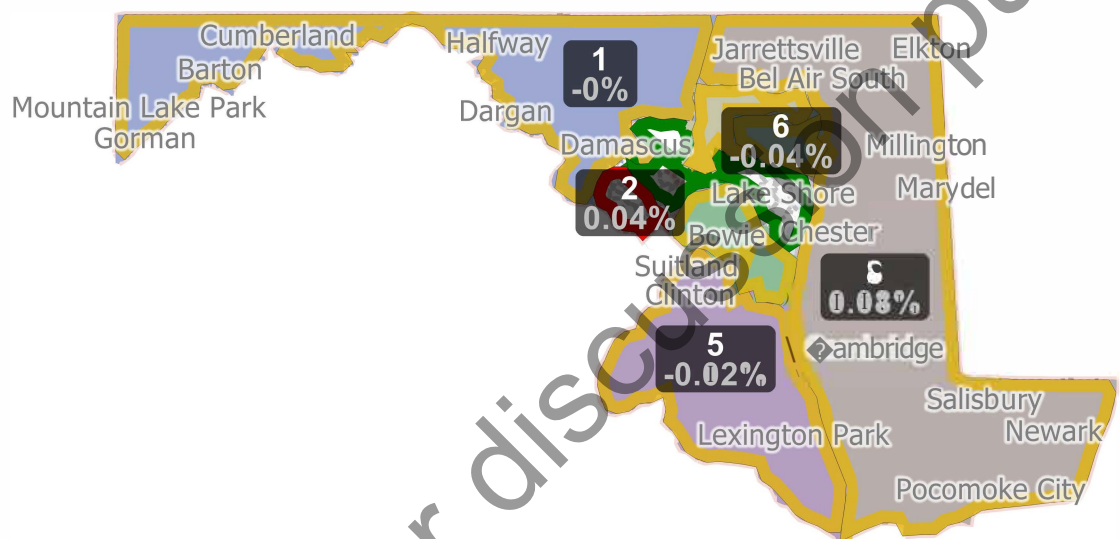 Cumberland
Halfway
Jarrettsville
Elkton
Barton
1
-0%
Bel Air South
Mountain Lake Park
Dargan
Gorman
Damascus
6
-0.04%
Millington
2
0.04%
Lake Shore
Marydel
Bowie
Chester
Suitland
Clinton
5
-0.02%
�ambridge
Salisbury
Lexington Park
Newark
Pocomoke City
r discussion pu